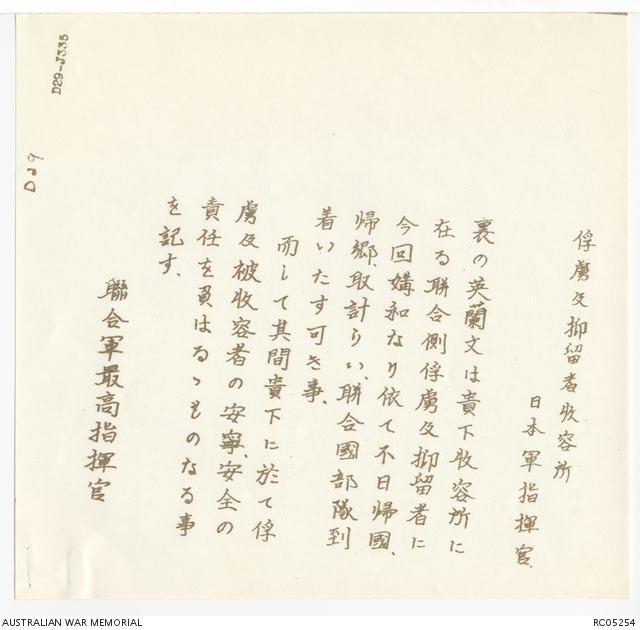 D29-J335
D29
俘虜及抑留者收容所
日本軍指揮官
裏の英蘭文は貴下收容所に
在る聯合側俘虜及抑留者に
今回媾和なり依て不日帰國、
帰郷、取計らい、聯合國部隊到
着いたす可き事、
而して其間貴下に於て俘
虜及被收容者の安寧、安全の
責任を負はるゝものなる事
を記す、
聯合軍最高指揮官
AUSTRALIAN WAR MEMORIAL
RC05254